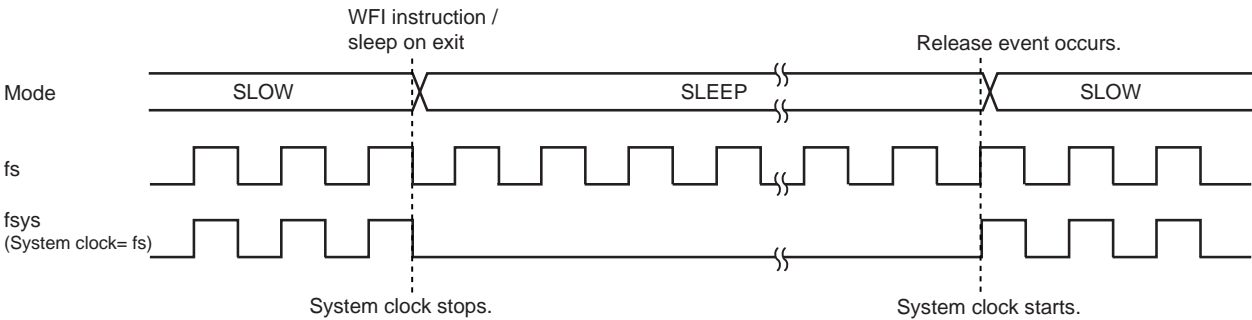 WFI instruction /
sleep on exit
Release event occurs.
Mode
SLOW
SLEEP
SLOW
fs
fsys
(System clock= fs)
System clock stops.
System clock starts.